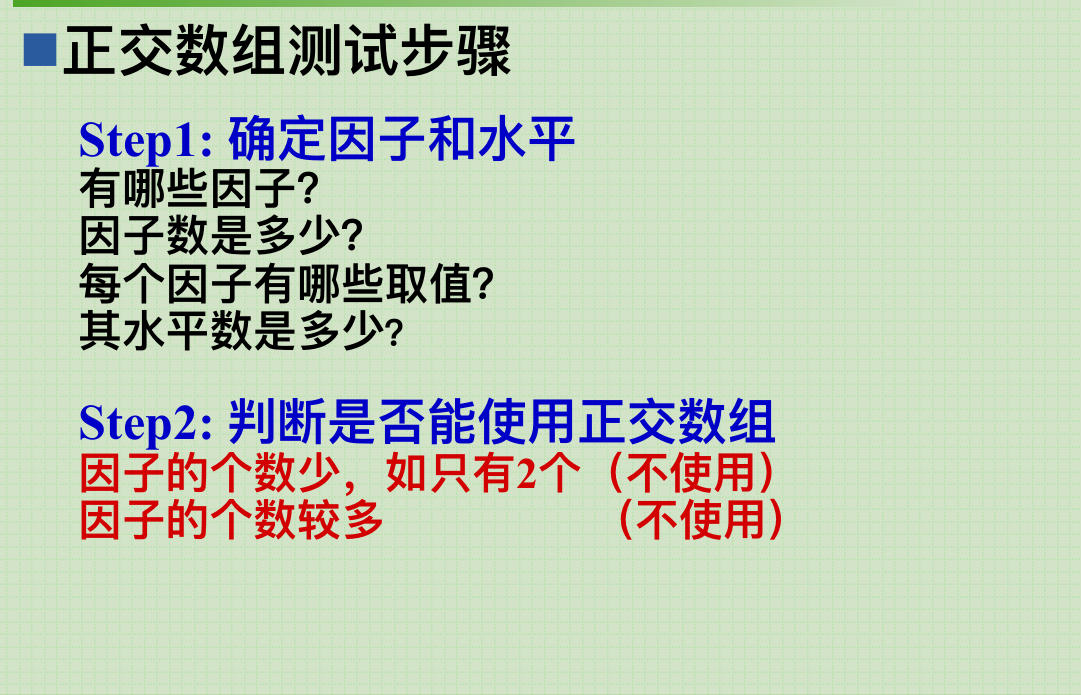 正交数组测试步骤
Step1: 确定因子和水平
有哪些因子?
因子数是多少?
每个因子有哪些取值?
其水平数是多少?
Step2: 判断是否能使用正交数组
因子的个数少，如只有2个（不使用）
因子的个数较多 （不使用）